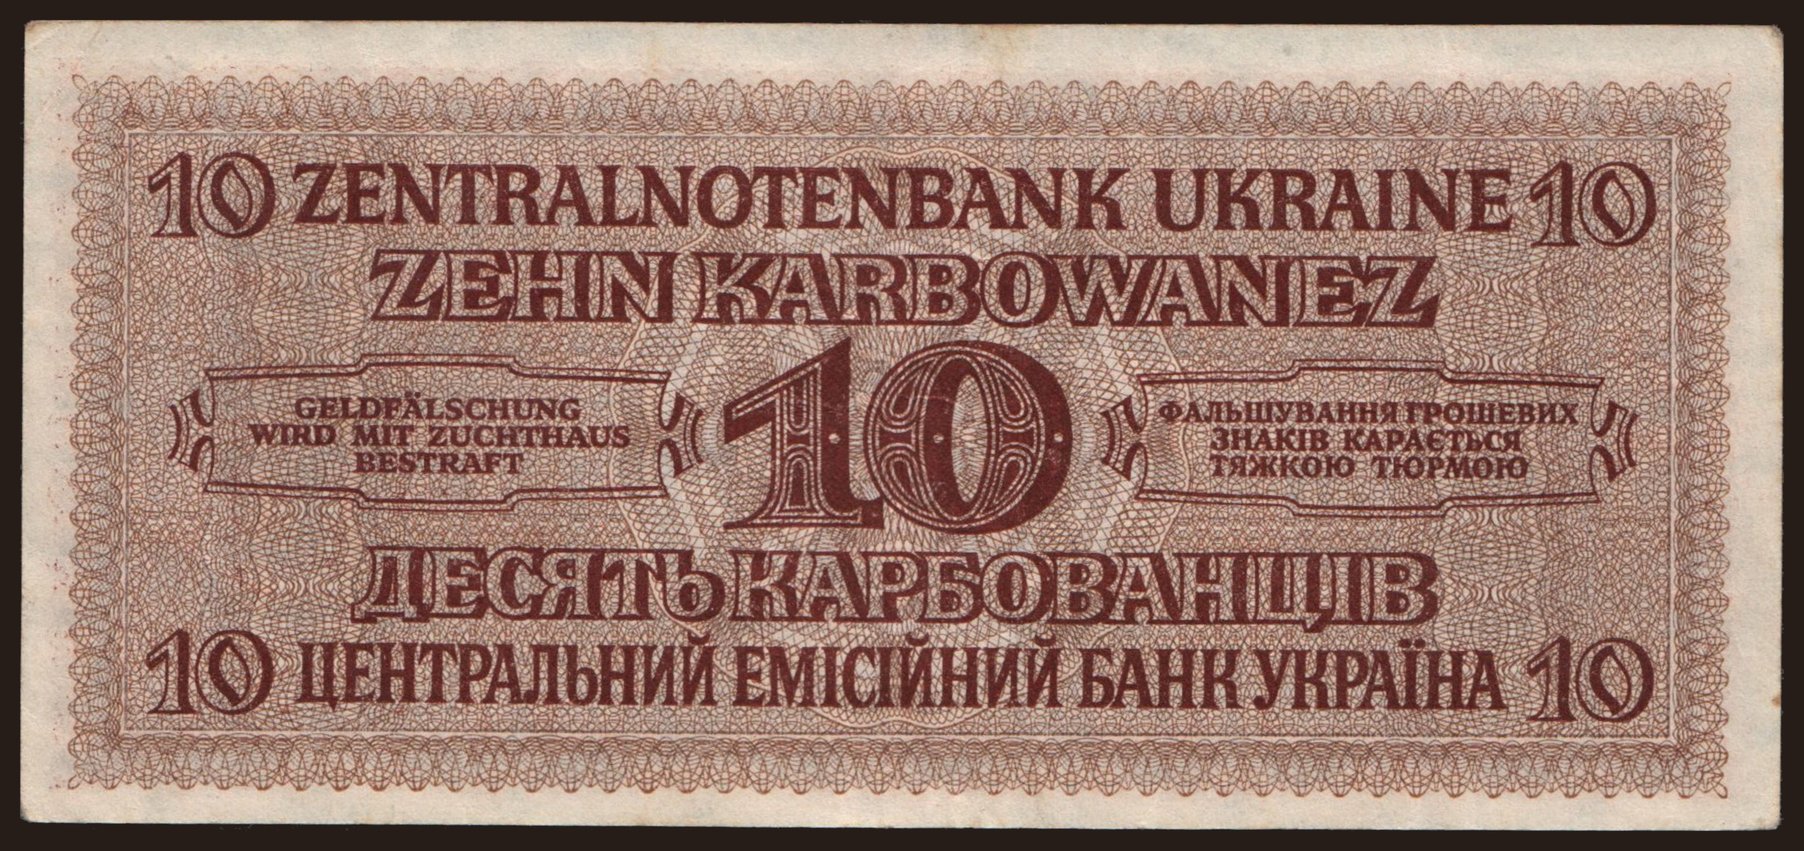 10 ZENTRALNOTENBANK UKRAINE 10
ZEHN KARBOWANEZ
GELDFÄLSCHUNG
WIRD MIT ZUCHTHAUS
BESTRAFT
10
ФАЛЬШУВАННЯ ГРОШЕВИХ
ЗНАКІВ КАРАЄТЬСЯ
ТЯЖКОЮ ТЮРМОЮ
ДЕСЯТЬ КАРБОВАНЦІВ
10 ЦЕНТРАЛЬНИЙ ЕМІСІЙНИЙ БАНК УКРАЇНА 10